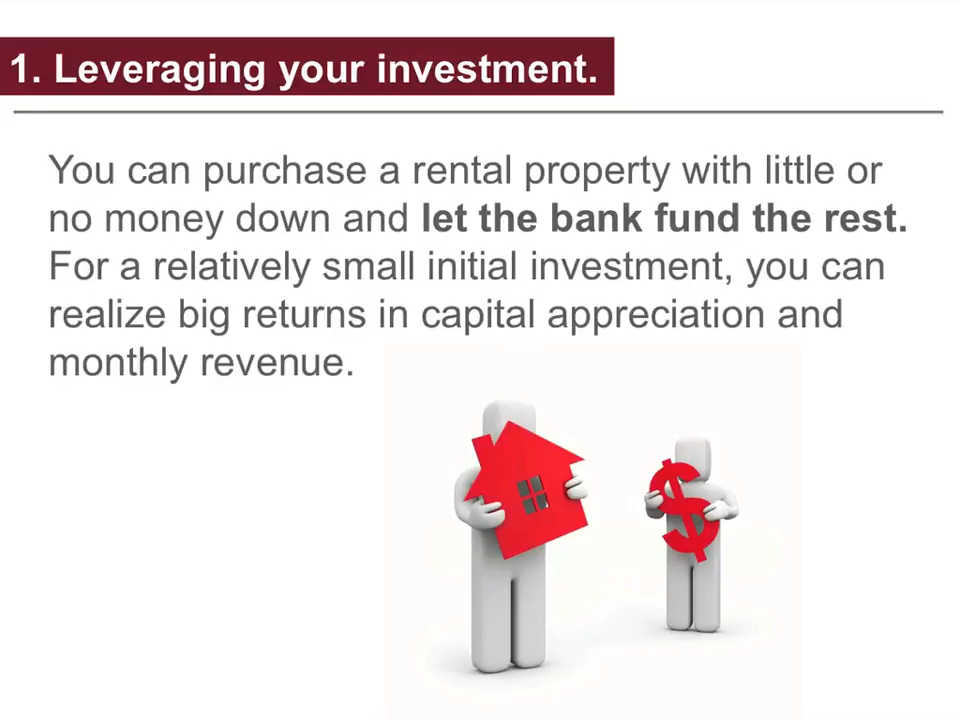 1. Leveraging your investment.
You can purchase a rental property with little or
no money down and let the bank fund the rest.
For a relatively small initial investment, you can
realize big returns in capital appreciation and
monthly revenue.
$